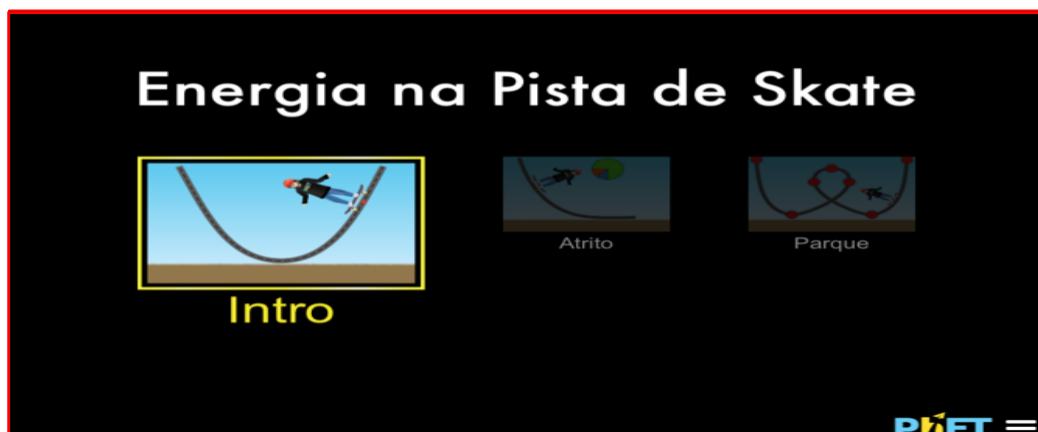 Energia na Pista de Skate
Intro
Atrito
Parque
PhET